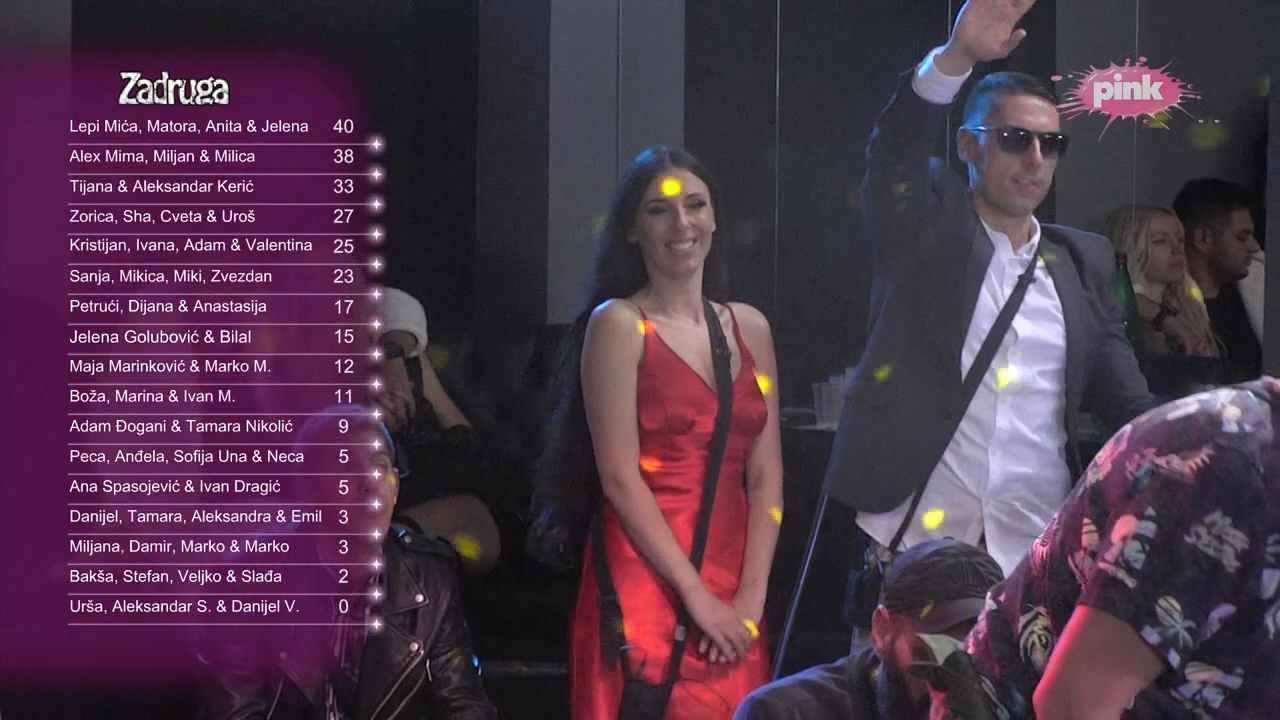 Zadruga
Lepi Mića, Matora, Anita & Jelena 40
Alex Mima, Miljan & Milica 38
Tijana & Aleksandar Kerić 33
Zorica, Sha, Cveta & Uroš 27
Kristijan, Ivana, Adam & Valentina 25
Sanja, Mikica, Miki, Zvezdan 23
Petrući, Dijana & Anastasija 17
Jelena Golubović & Bilal 15
Maja Marinković & Marko M. 12
Boža, Marina & Ivan M. 11
Adam Đogani & Tamara Nikolić 9
Peca, Anđela, Sofija Una & Neca 5
Ana Spasojević & Ivan Dragić 5
Danijel, Tamara, Aleksandra & Emil 3
Miljana, Damir, Marko & Marko 3
Bakša, Stefan, Veljko & Slađa 2
Urša, Aleksandar S. & Danijel V. 0
pink